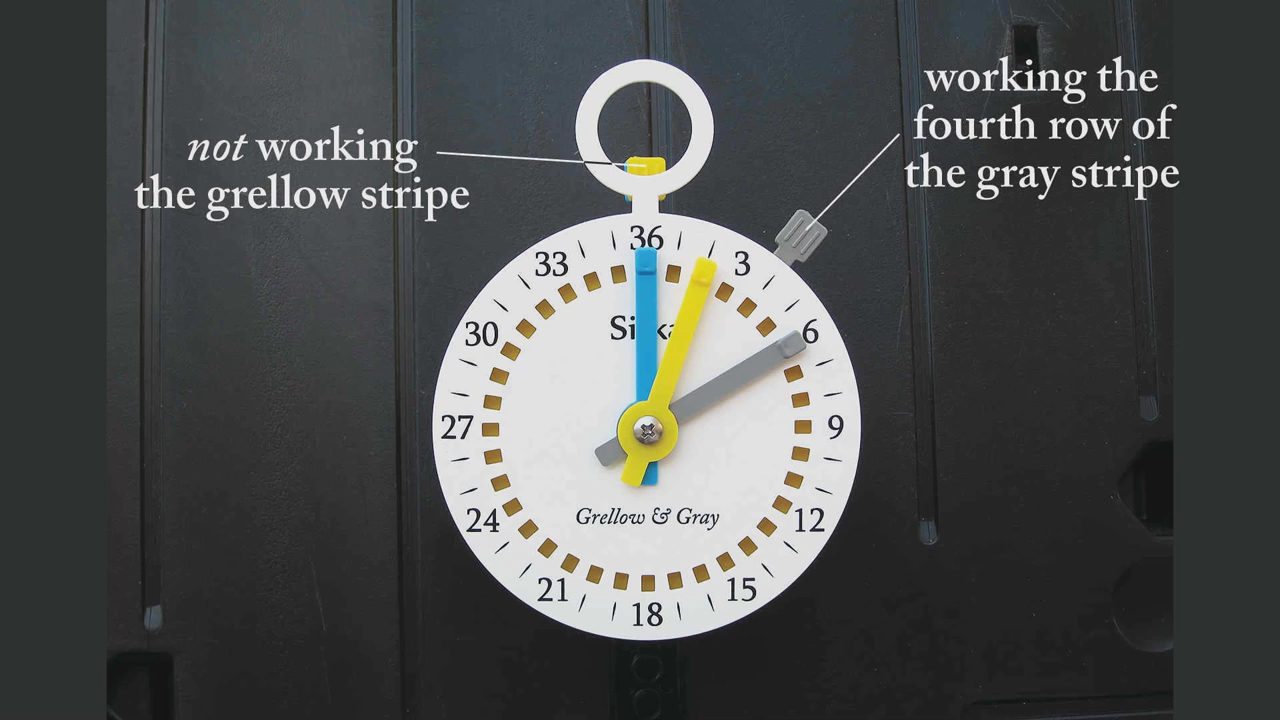 working the
fourth row of
the gray stripe
not working
the grellow stripe
36
3
6
9
12
15
18
21
24
27
30
33
Grellow & Gray